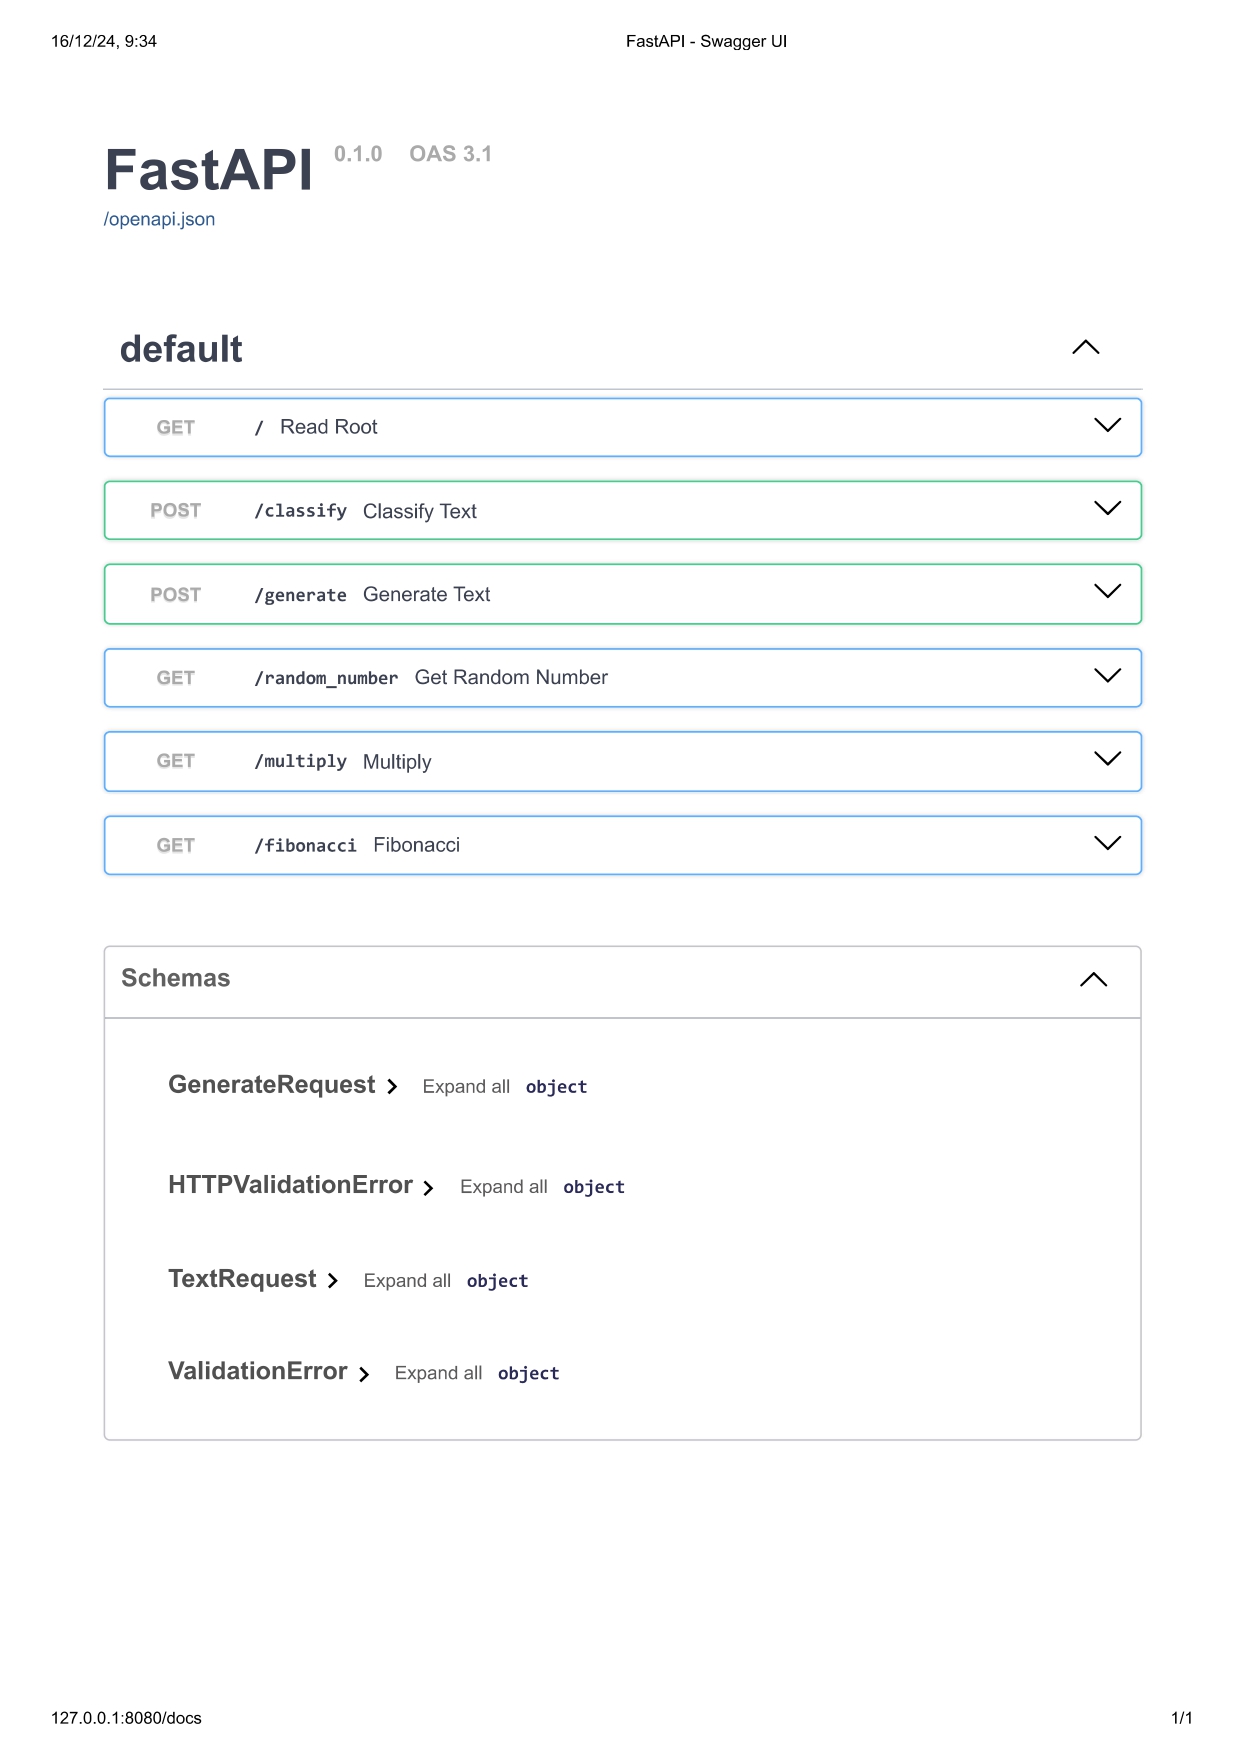 16/12/24, 9:34 FastAPI - Swagger UI
FastAPI 0.1.0 OAS 3.1
/openapi.json
default
GET / Read Root
POST /classify Classify Text
POST /generate Generate Text
GET /random_number Get Random Number
GET /multiply Multiply
GET /fibonacci Fibonacci
Schemas
GenerateRequest Expand all object
HTTPValidationError Expand all object
TextRequest Expand all object
ValidationError Expand all object
127.0.0.1:8080/docs 1/1